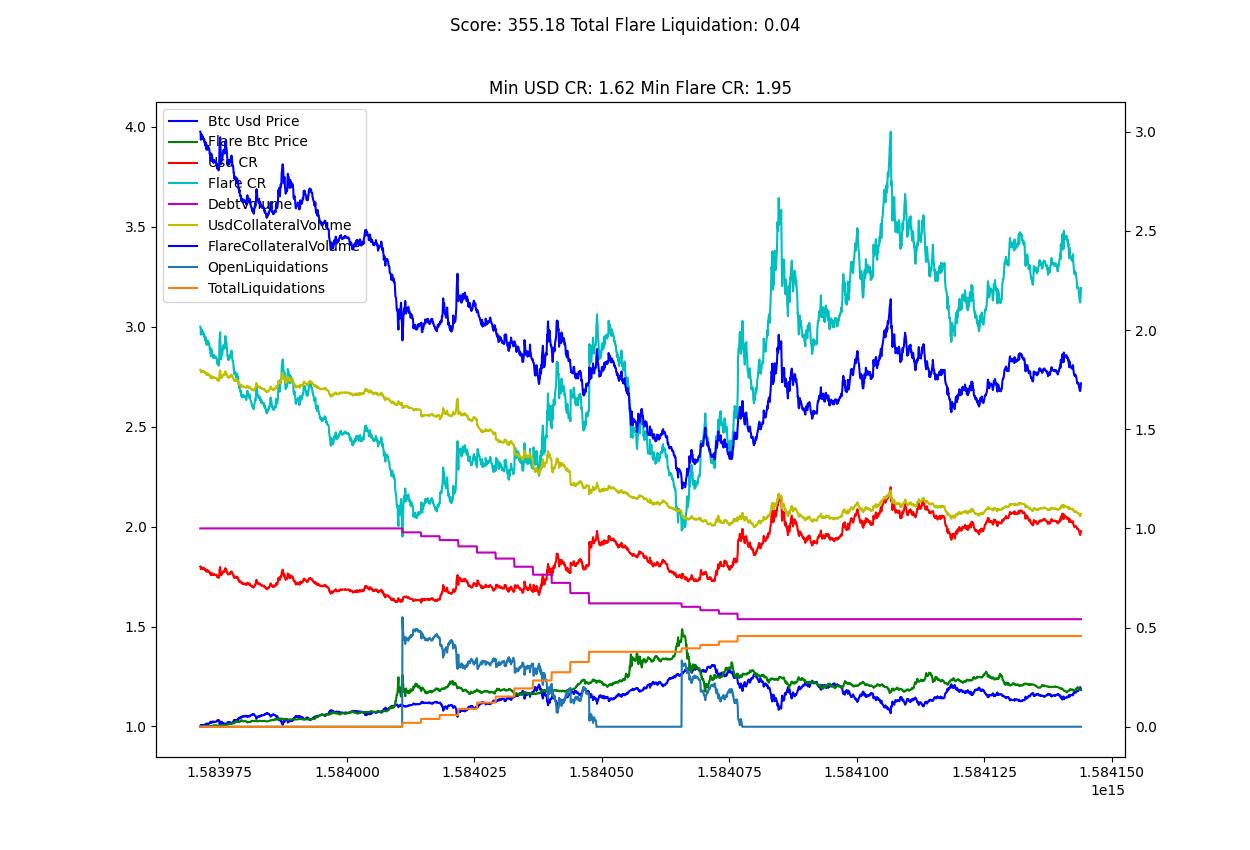 Score: 355.18 Total Flare Liquidation: 0.04
Min USD CR: 1.62 Min Flare CR: 1.95
Btc Usd Price
Flare Btc Price
Usd CR
Flare CR
DebtVolume
UsdCollateralVolume
FlareCollateralVolume
OpenLiquidations
TotalLiquidations
4.0
3.5
3.0
2.5
2.0
1.5
1.0
3.0
2.5
2.0
1.5
1.0
0.5
0.0
1.583975 1.584000 1.584025 1.584050 1.584075 1.584100 1.584125 1.584150
1e15